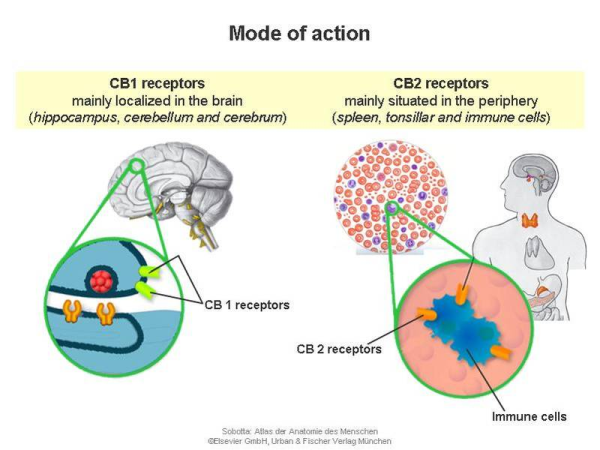 Mode of action
CB1 receptors
mainly localized in the brain
(hippocampus, cerebellum and cerebrum)
CB2 receptors
mainly situated in the periphery
(spleen, tonsillar and immune cells)
CB 1 receptors
CB 2 receptors
Immune cells
Sobotta: Atlas der Anatomie des Menschen
©Elsevier GmbH, Urban & Fischer Verlag München